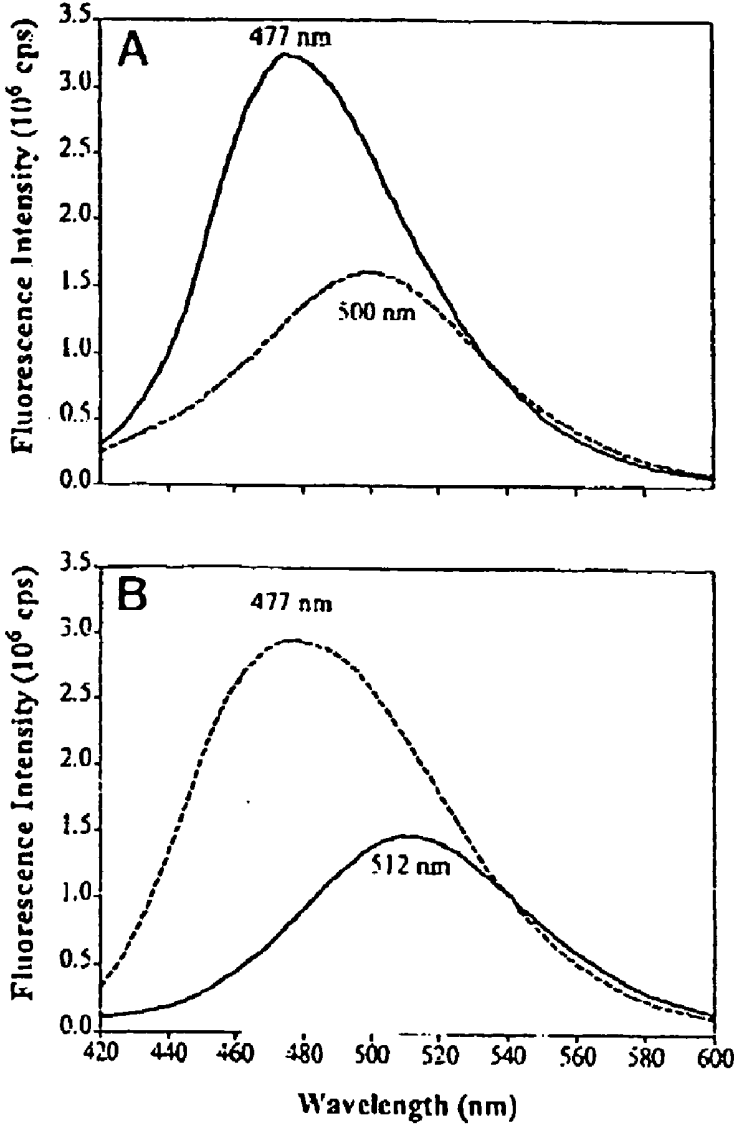 A
477 nm
500 nm
Fluorescence Intensity (10⁶ cps)
3.5
3.0
2.5
2.0
1.5
1.0
0.5
0.0
B
477 nm
512 nm
Fluorescence Intensity (10⁶ cps)
3.5
3.0
2.5
2.0
1.5
1.0
0.5
0.0
420 440 460 480 500 520 540 560 580 600
Wavelength (nm)